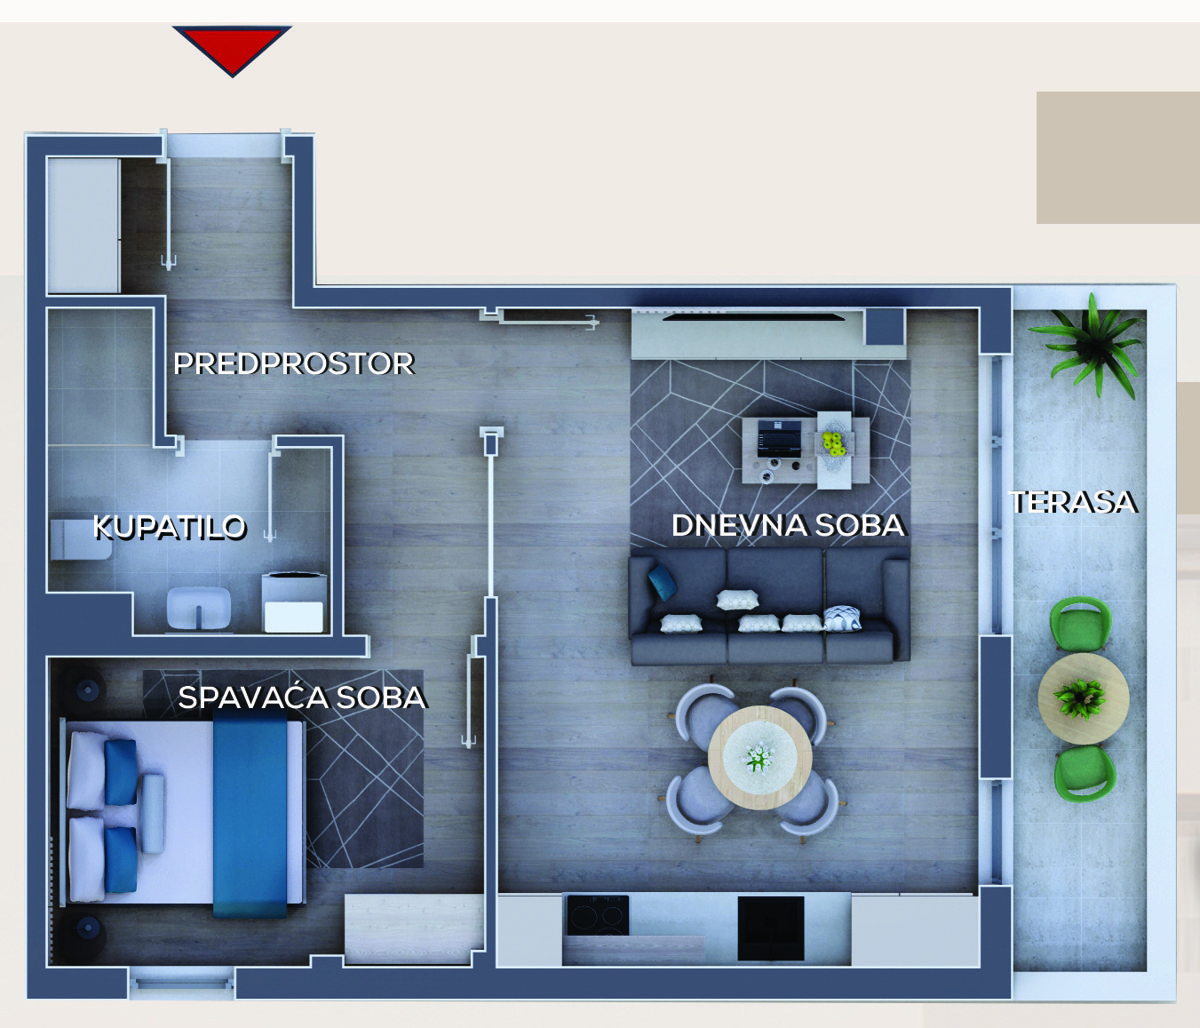 PREDPROSTOR
TERASA
KUPATILO
DNEVNA SOBA
SPAVAĆA SOBA